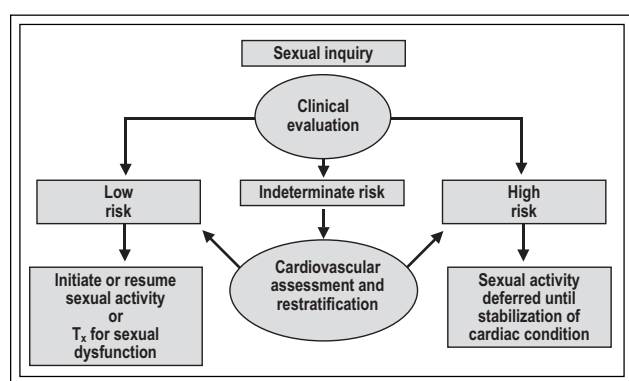 Sexual inquiry
Clinical
evaluation
Low
risk
Indeterminate risk
High
risk
Initiate or resume
sexual activity
or
Tx for sexual
dysfunction
Cardiovascular
assessment and
restratification
Sexual activity
deferred until
stabilization of
cardiac condition